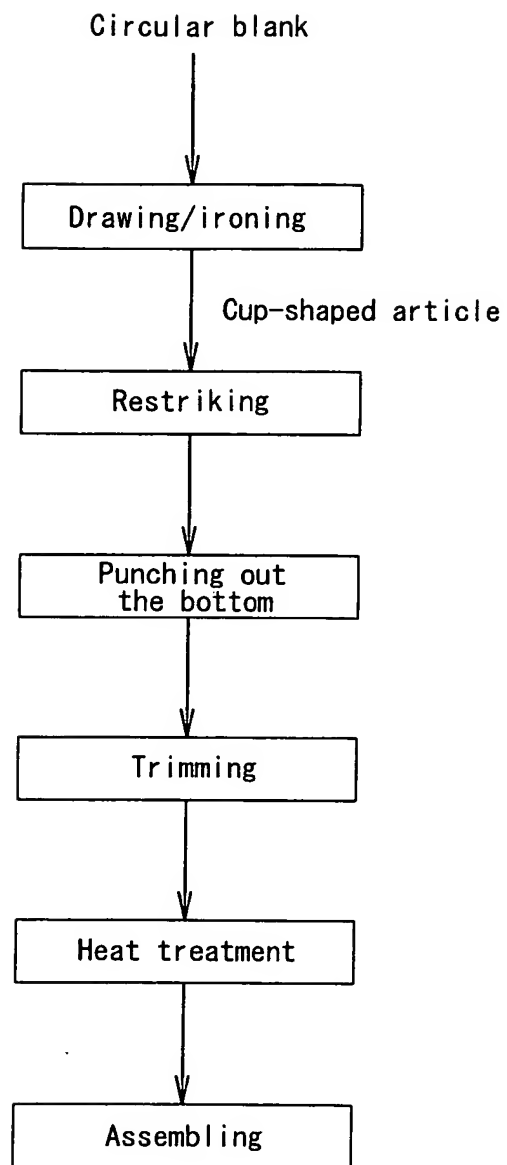 Circular blank
Drawing/ironing
Cup-shaped article
Restriking
Punching out
the bottom
Trimming
Heat treatment
Assembling